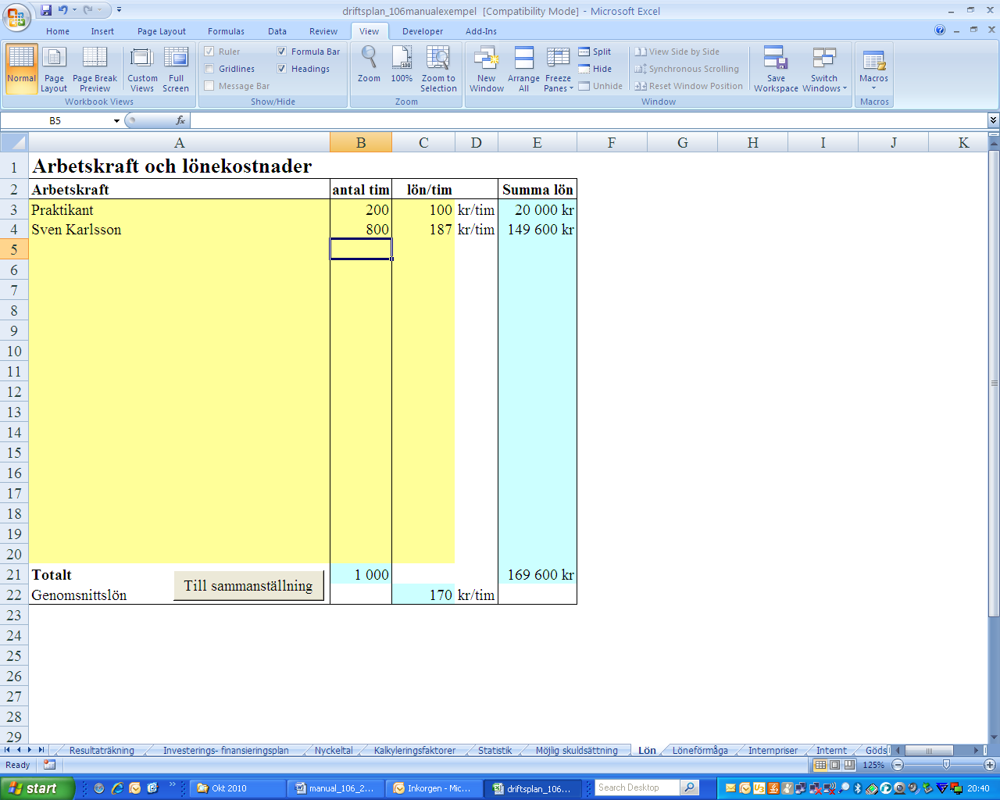 driftsplan_106manualexempel [Compatibility Mode] - Microsoft Excel
Home Insert Page Layout Formulas Data Review View Developer Add-Ins
Normal Page Layout Page Break Preview Custom Views Full Screen
Workbook Views
Ruler Formula Bar
Gridlines Headings
Message Bar
Show/Hide
Zoom 100% Zoom to Selection
Zoom
New Window Arrange All Freeze Panes
Split
Hide
Unhide
View Side by Side
Synchronous Scrolling
Reset Window Position
Save Workspace Switch Windows
Window
Macros
Macros
B5 fx
A B C D E F G H I J K
1 Arbetskraft och lönekostnader
2 Arbetskraft antal tim lön/tim Summa lön
3 Praktikant 200 100 kr/tim 20 000 kr
4 Sven Karlsson 800 187 kr/tim 149 600 kr
5
6
7
8
9
10
11
12
13
14
15
16
17
18
19
20
21 Totalt 1 000 169 600 kr
Till sammanställning
22 Genomsnittslön 170 kr/tim
23
24
25
26
27
28
29
Resultaträkning Investerings- finansieringsplan Nyckeltal Kalkyleringsfaktorer Statistik Möjlig skuldsättning Lön Löneförmåga Internpriser Internt Göds
Ready 125%
start Okt 2010 manual_106_2... Inkorgen - Mic... driftsplan_106... Search Desktop 20:40